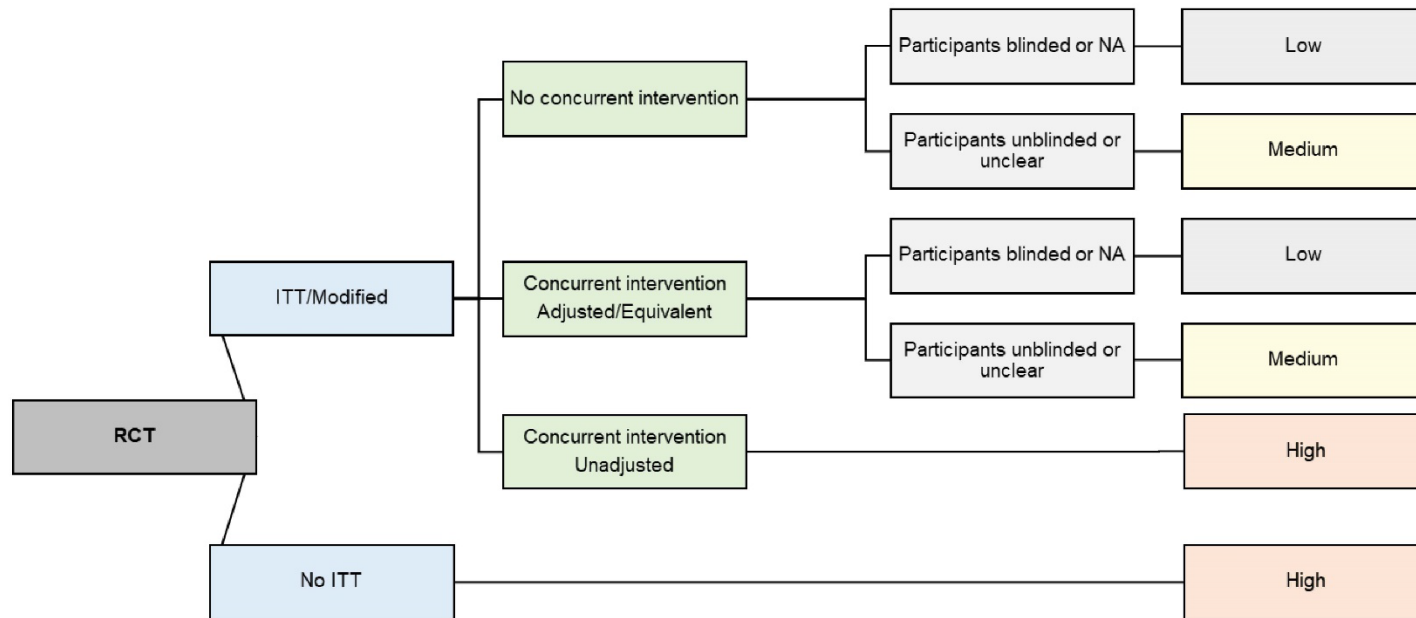 Participants blinded or NA
Low
No concurrent intervention
Participants unblinded or
unclear
Medium
Participants blinded or NA
Low
ITT/Modified
Concurrent intervention
Adjusted/Equivalent
Participants unblinded or
unclear
Medium
RCT
Concurrent intervention
Unadjusted
High
No ITT
High